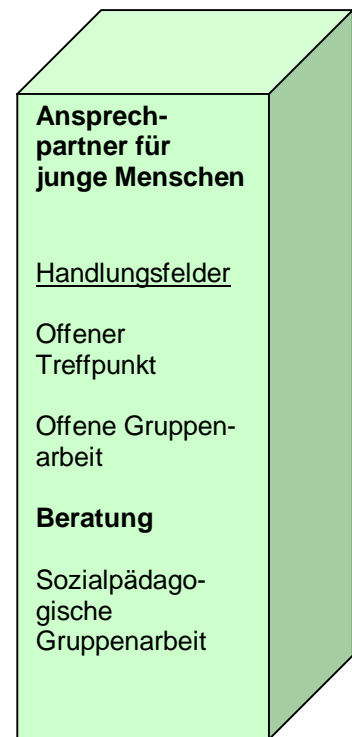 Ansprech-
partner für
junge Menschen
Handlungsfelder
Offener
Treffpunkt
Offene Gruppen-
arbeit
Beratung
Sozialpädago-
gische
Gruppenarbeit